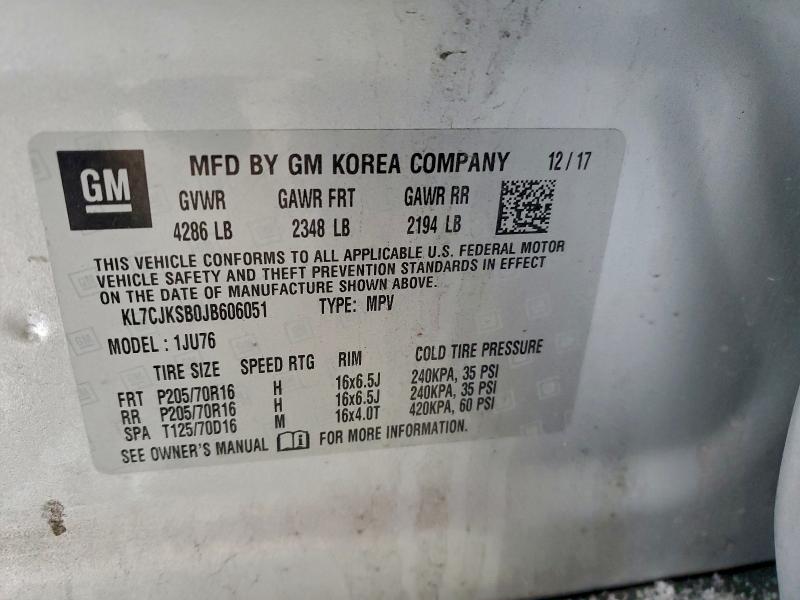 GM MFD BY GM KOREA COMPANY 12/17
GVWR GAWR FRT GAWR RR
4286 LB 2348 LB 2194 LB
THIS VEHICLE CONFORMS TO ALL APPLICABLE U.S. FEDERAL MOTOR
VEHICLE SAFETY AND THEFT PREVENTION STANDARDS IN EFFECT
ON THE DATE OF MANUFACTURE SHOWN ABOVE.
KL7CJKSB0JB606051 TYPE: MPV
MODEL : 1JU76
TIRE SIZE SPEED RTG RIM COLD TIRE PRESSURE
FRT P205/70R16 H 16x6.5J 240KPA, 35 PSI
RR P205/70R16 H 16x6.5J 240KPA, 35 PSI
SPA T125/70D16 M 16x4.0T 420KPA, 60 PSI
SEE OWNER'S MANUAL FOR MORE INFORMATION.